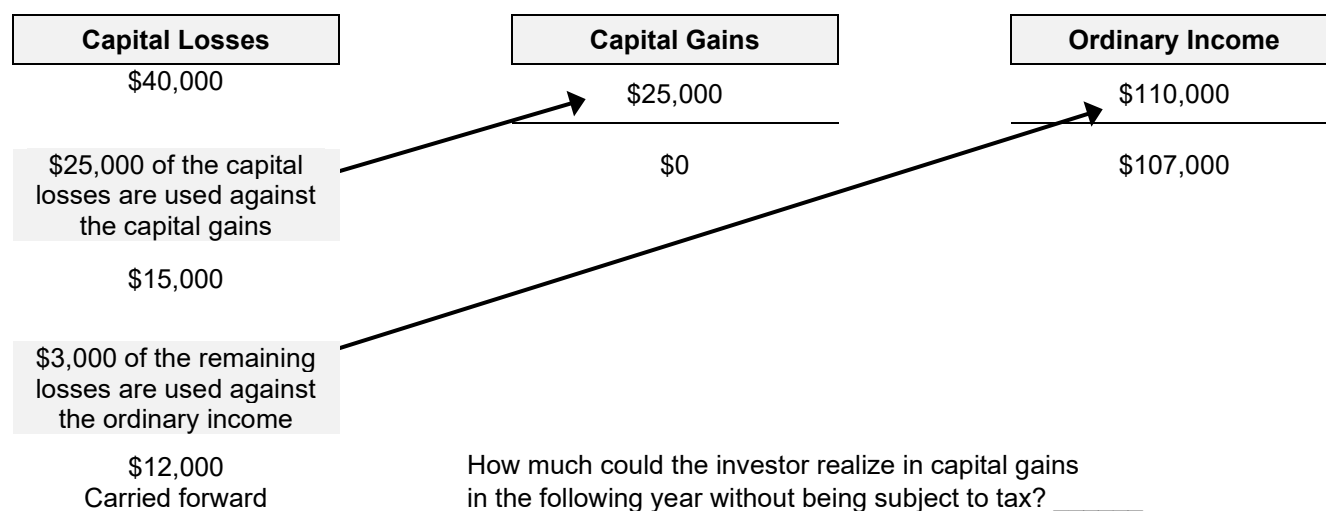 Capital Losses
Capital Gains
Ordinary Income
$40,000
$25,000
$110,000
$25,000 of the capital
losses are used against
the capital gains
$0
$107,000
$15,000
$3,000 of the remaining
losses are used against
the ordinary income
$12,000
Carried forward
How much could the investor realize in capital gains
in the following year without being subject to tax? ______